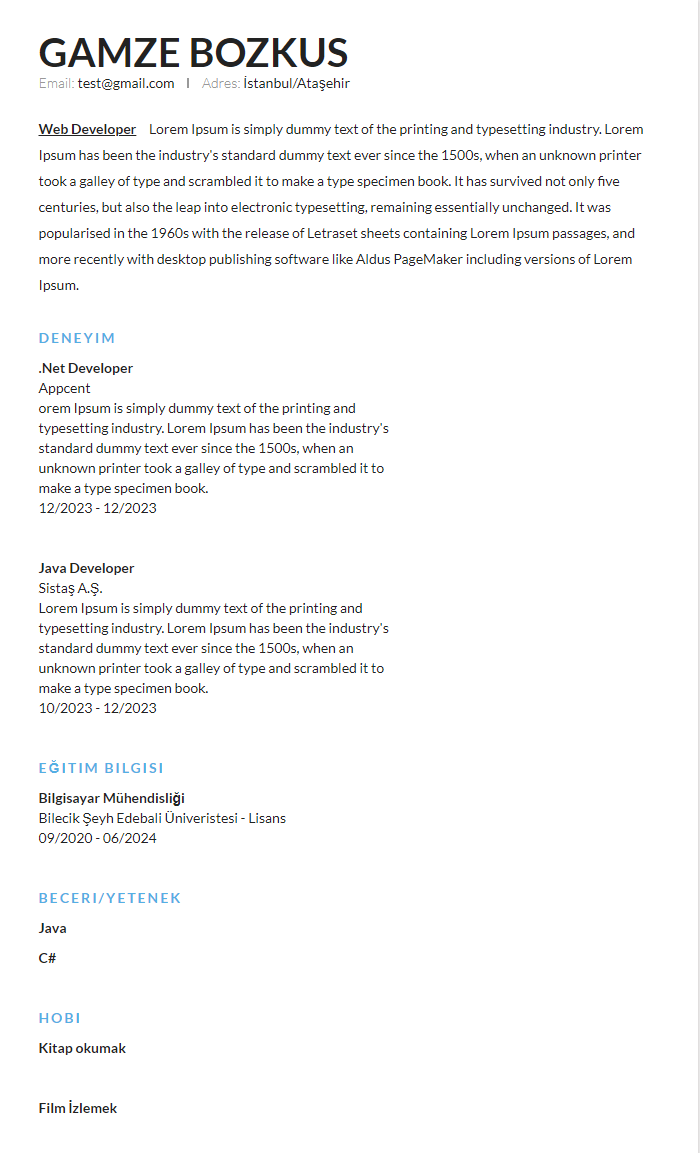 GAMZE BOZKUS
Email: test@gmail.com | Adres: İstanbul/Ataşehir
Web Developer Lorem Ipsum is simply dummy text of the printing and typesetting industry. Lorem
Ipsum has been the industry's standard dummy text ever since the 1500s, when an unknown printer
took a galley of type and scrambled it to make a type specimen book. It has survived not only five
centuries, but also the leap into electronic typesetting, remaining essentially unchanged. It was
popularised in the 1960s with the release of Letraset sheets containing Lorem Ipsum passages, and
more recently with desktop publishing software like Aldus PageMaker including versions of Lorem
Ipsum.
DENEYIM
.Net Developer
Appcent
orem Ipsum is simply dummy text of the printing and
typesetting industry. Lorem Ipsum has been the industry's
standard dummy text ever since the 1500s, when an
unknown printer took a galley of type and scrambled it to
make a type specimen book.
12/2023 - 12/2023
Java Developer
Sistaş A.Ş.
Lorem Ipsum is simply dummy text of the printing and
typesetting industry. Lorem Ipsum has been the industry's
standard dummy text ever since the 1500s, when an
unknown printer took a galley of type and scrambled it to
make a type specimen book.
10/2023 - 12/2023
EĞITIM BILGISI
Bilgisayar Mühendisliği
Bilecik Şeyh Edebali Üniveristesi - Lisans
09/2020 - 06/2024
BECERI/YETENEK
Java
C#
HOBI
Kitap okumak
Film İzlemek